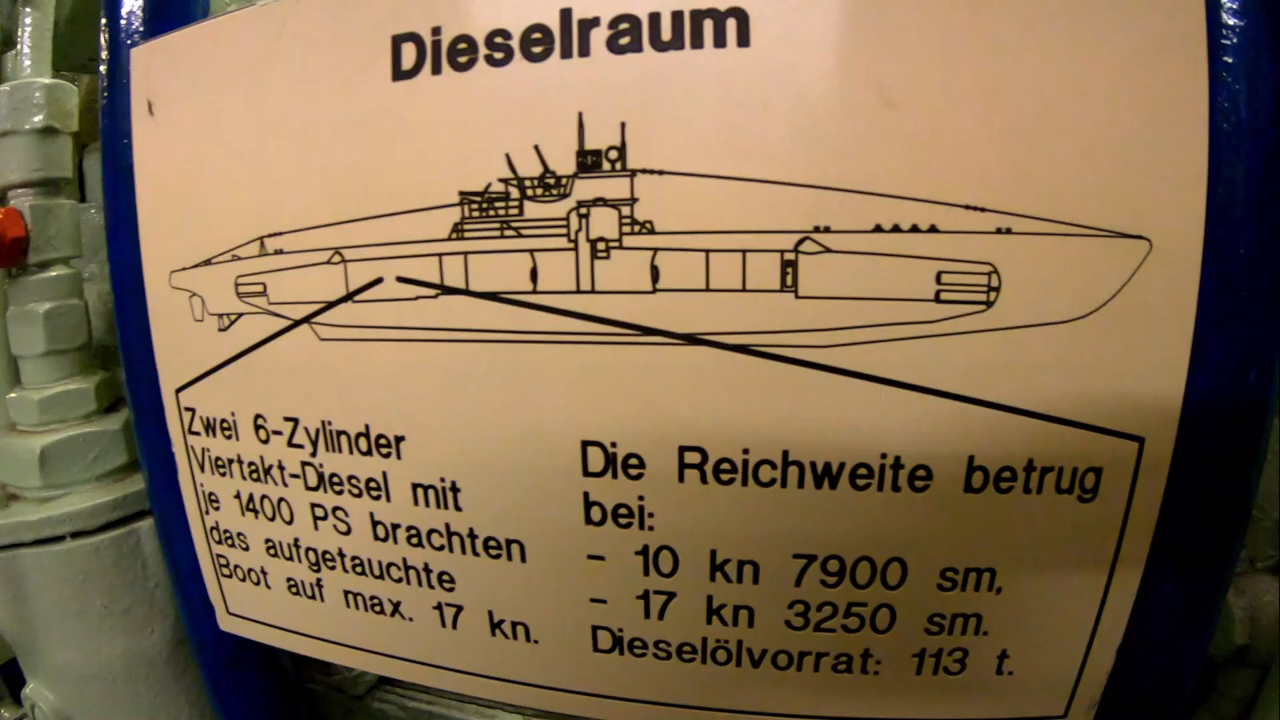 Dieselraum
Zwei 6-Zylinder
Viertakt-Diesel mit
je 1400 PS brachten
das aufgetauchte
Boot auf max. 17 kn.
Die Reichweite betrug
bei:
- 10 kn 7900 sm,
- 17 kn 3250 sm.
Dieselölvorrat: 113 t.